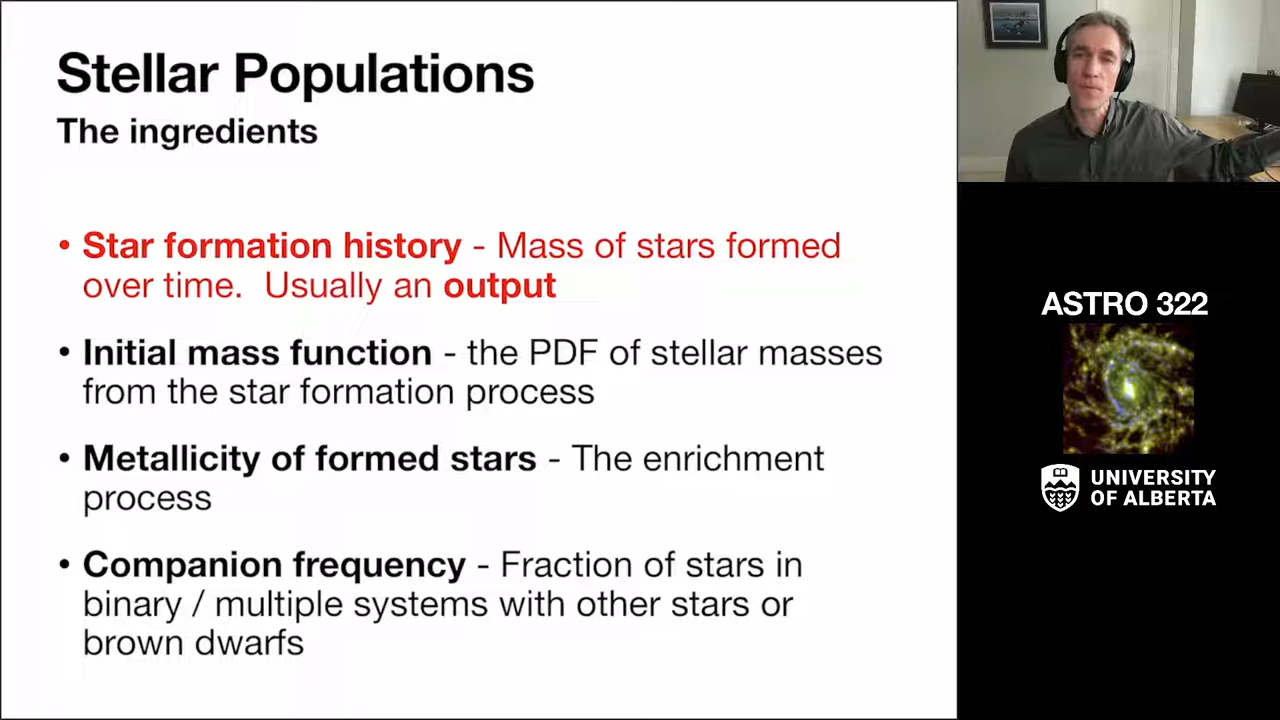 Stellar Populations
The ingredients
• Star formation history - Mass of stars formed
over time.  Usually an output
• Initial mass function - the PDF of stellar masses
from the star formation process
• Metallicity of formed stars - The enrichment
process
• Companion frequency - Fraction of stars in
binary / multiple systems with other stars or
brown dwarfs
ASTRO 322
UNIVERSITY
OF ALBERTA